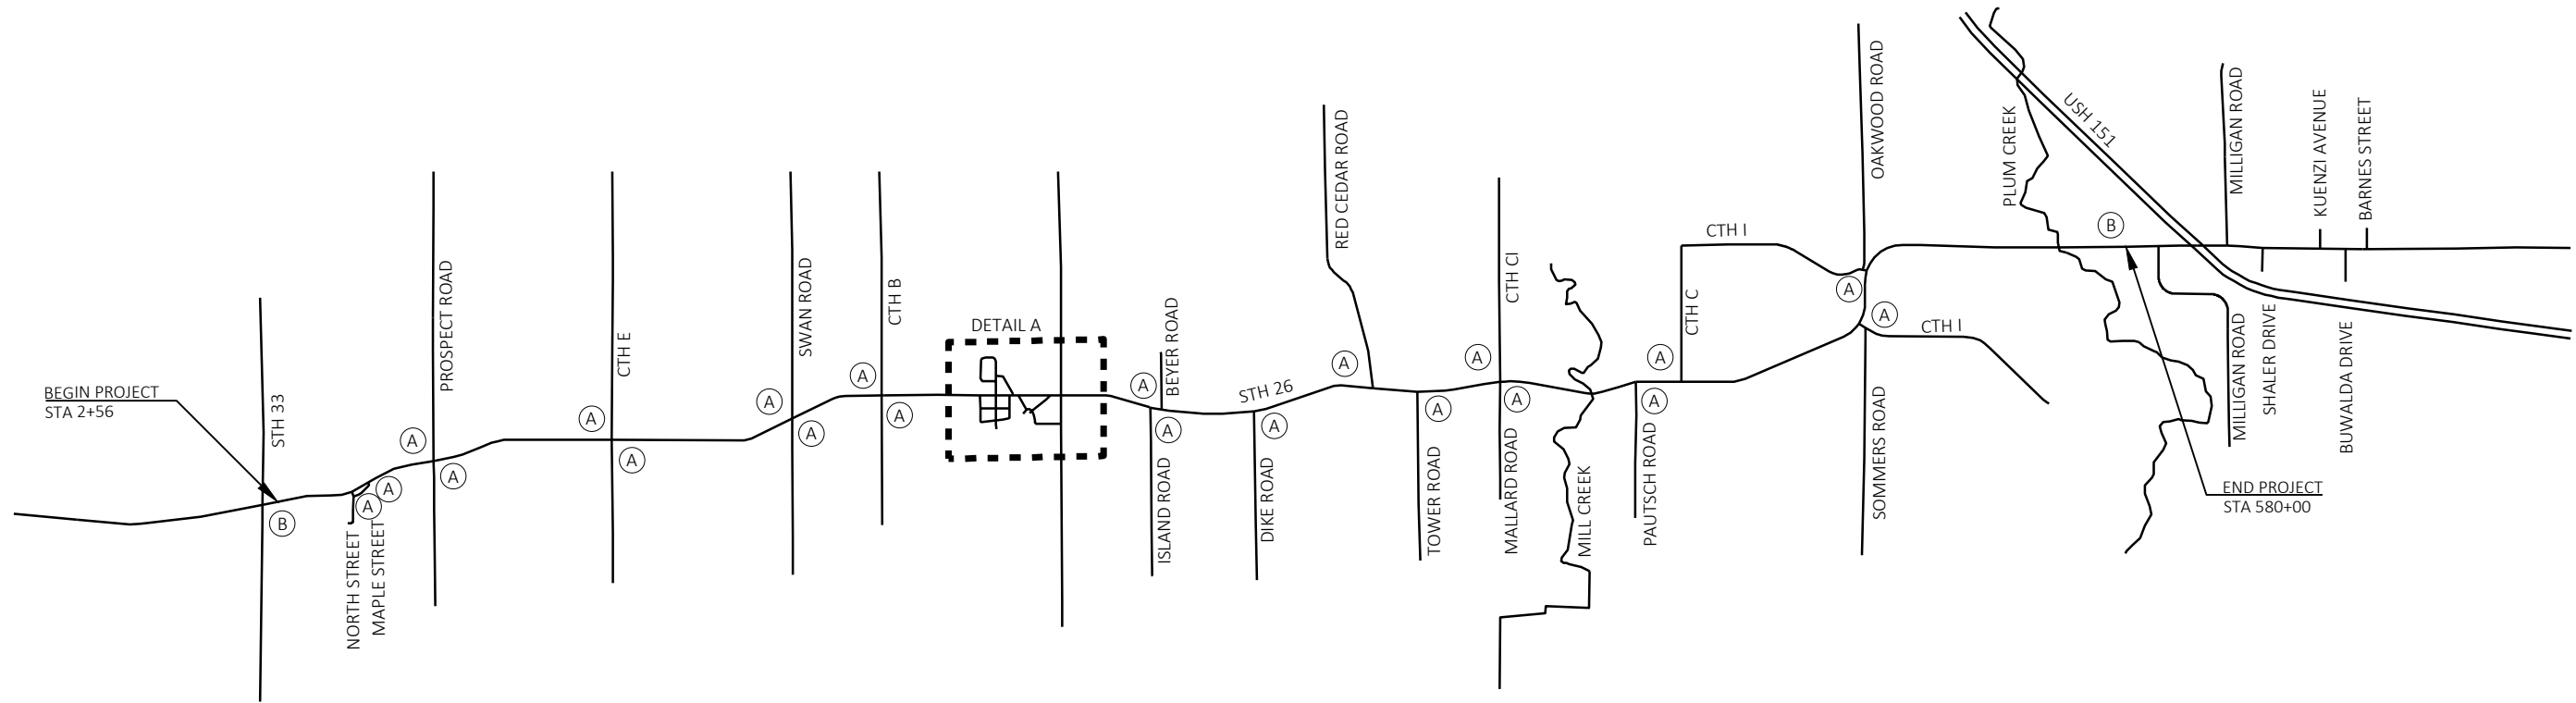 BEGIN PROJECT
STA 2+56
STH 33
B
NORTH STREET
MAPLE STREET
A
A
PROSPECT ROAD
A
A
CTH E
A
A
SWAN ROAD
A
A
CTH B
A
A
DETAIL A
BEYER ROAD
A
A
ISLAND ROAD
STH 26
A
DIKE ROAD
RED CEDAR ROAD
A
A
TOWER ROAD
CTH CI
A
A
MALLARD ROAD
MILL CREEK
A
A
PAUTSCH ROAD
CTH C
CTH I
OAKWOOD ROAD
A
A
CTH I
SOMMERS ROAD
PLUM CREEK
USH 151
B
END PROJECT
STA 580+00
MILLIGAN ROAD
MILLIGAN ROAD
SHALER DRIVE
KUENZI AVENUE
BUWALDA DRIVE
BARNES STREET